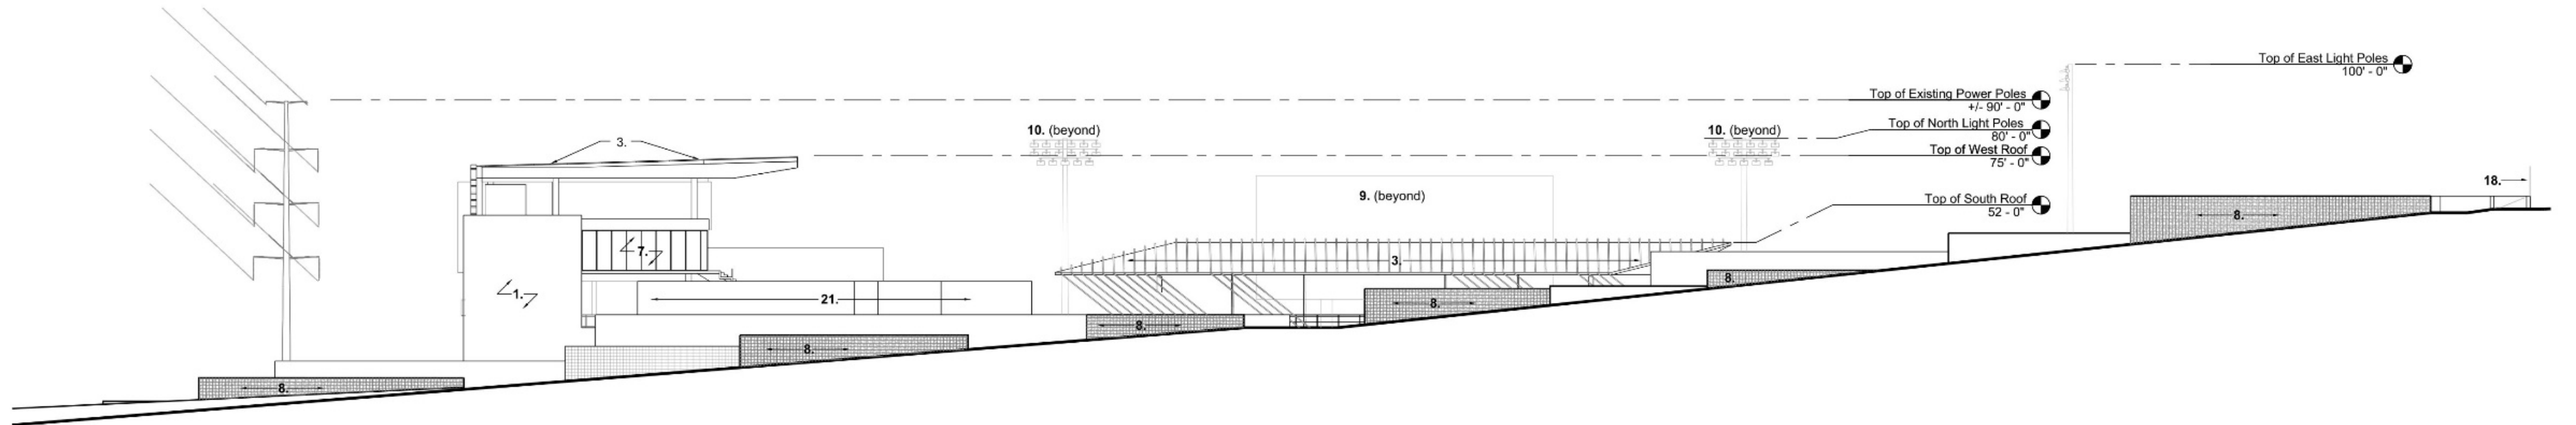 Top of East Light Poles
100' - 0"
Top of Existing Power Poles
+/- 90' - 0"
10. (beyond)
10. (beyond)
Top of North Light Poles
80' - 0"
3.
Top of West Roof
75' - 0"
9. (beyond)
18.
Top of South Roof
52 - 0"
8.
7.
3.
8.
1.
21.
8.
8.
8.
8.